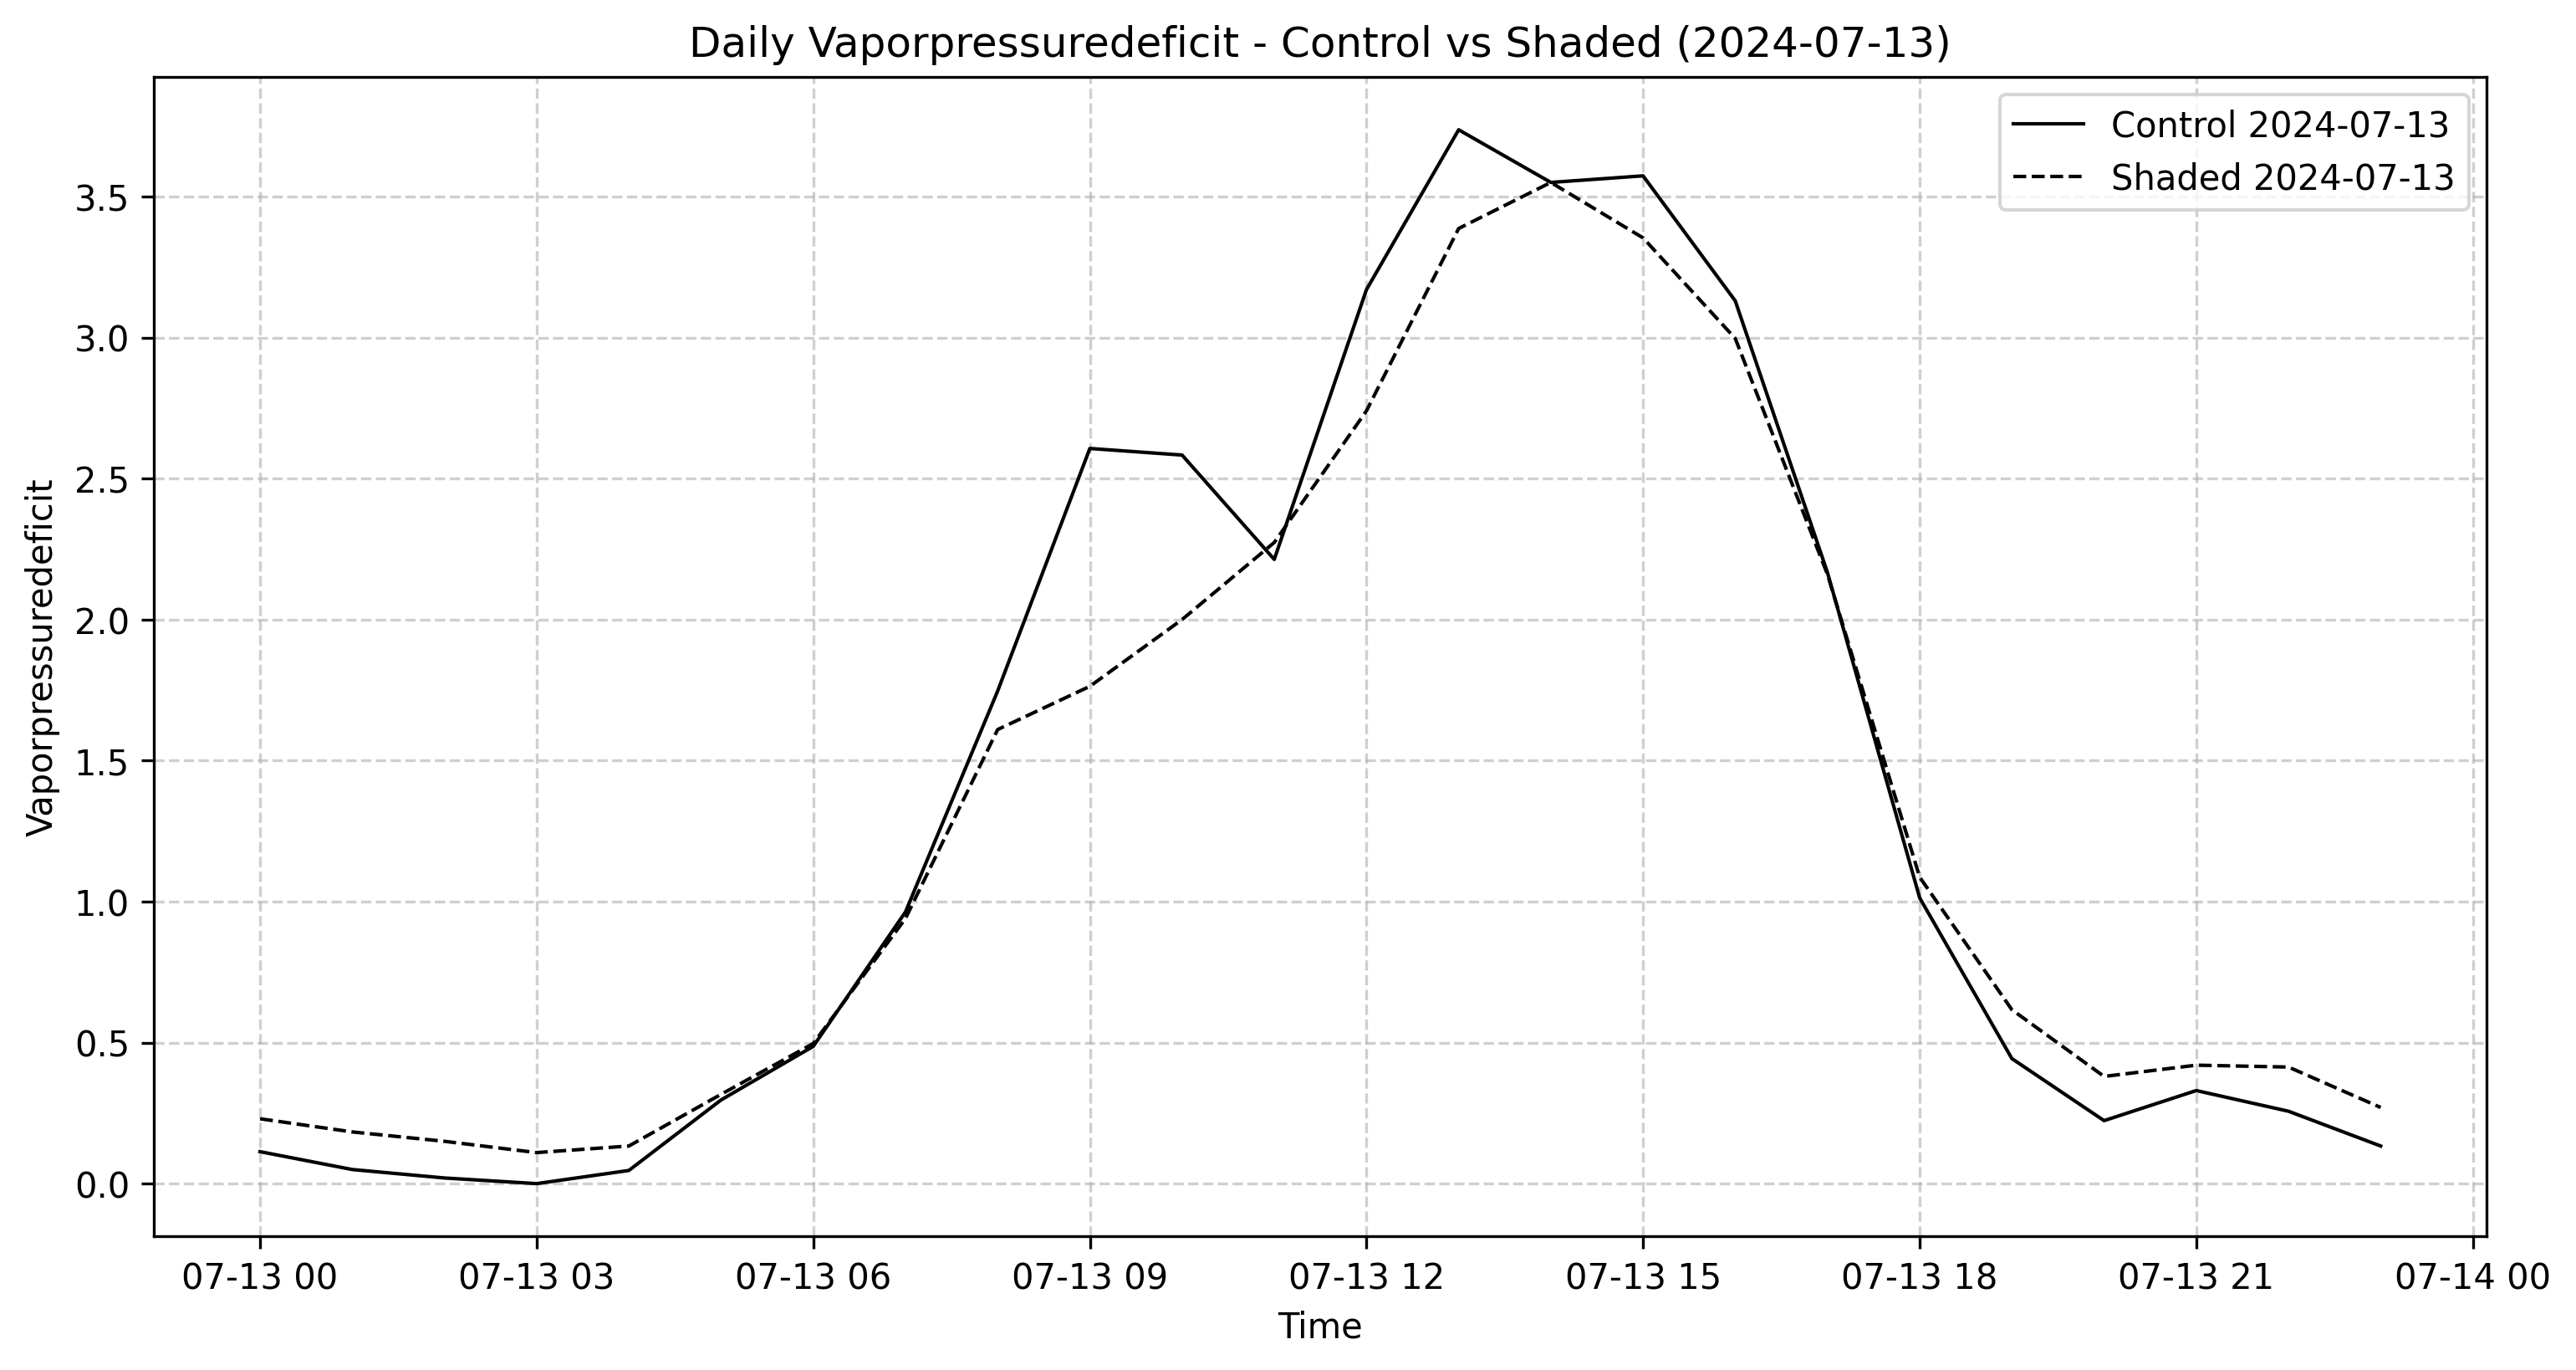 Daily Vaporpressuredeficit - Control vs Shaded (2024-07-13)
Control 2024-07-13
Shaded 2024-07-13
Vaporpressuredeficit
3.5
3.0
2.5
2.0
1.5
1.0
0.5
0.0
07-13 00 07-13 03 07-13 06 07-13 09 07-13 12 07-13 15 07-13 18 07-13 21 07-14 00
Time